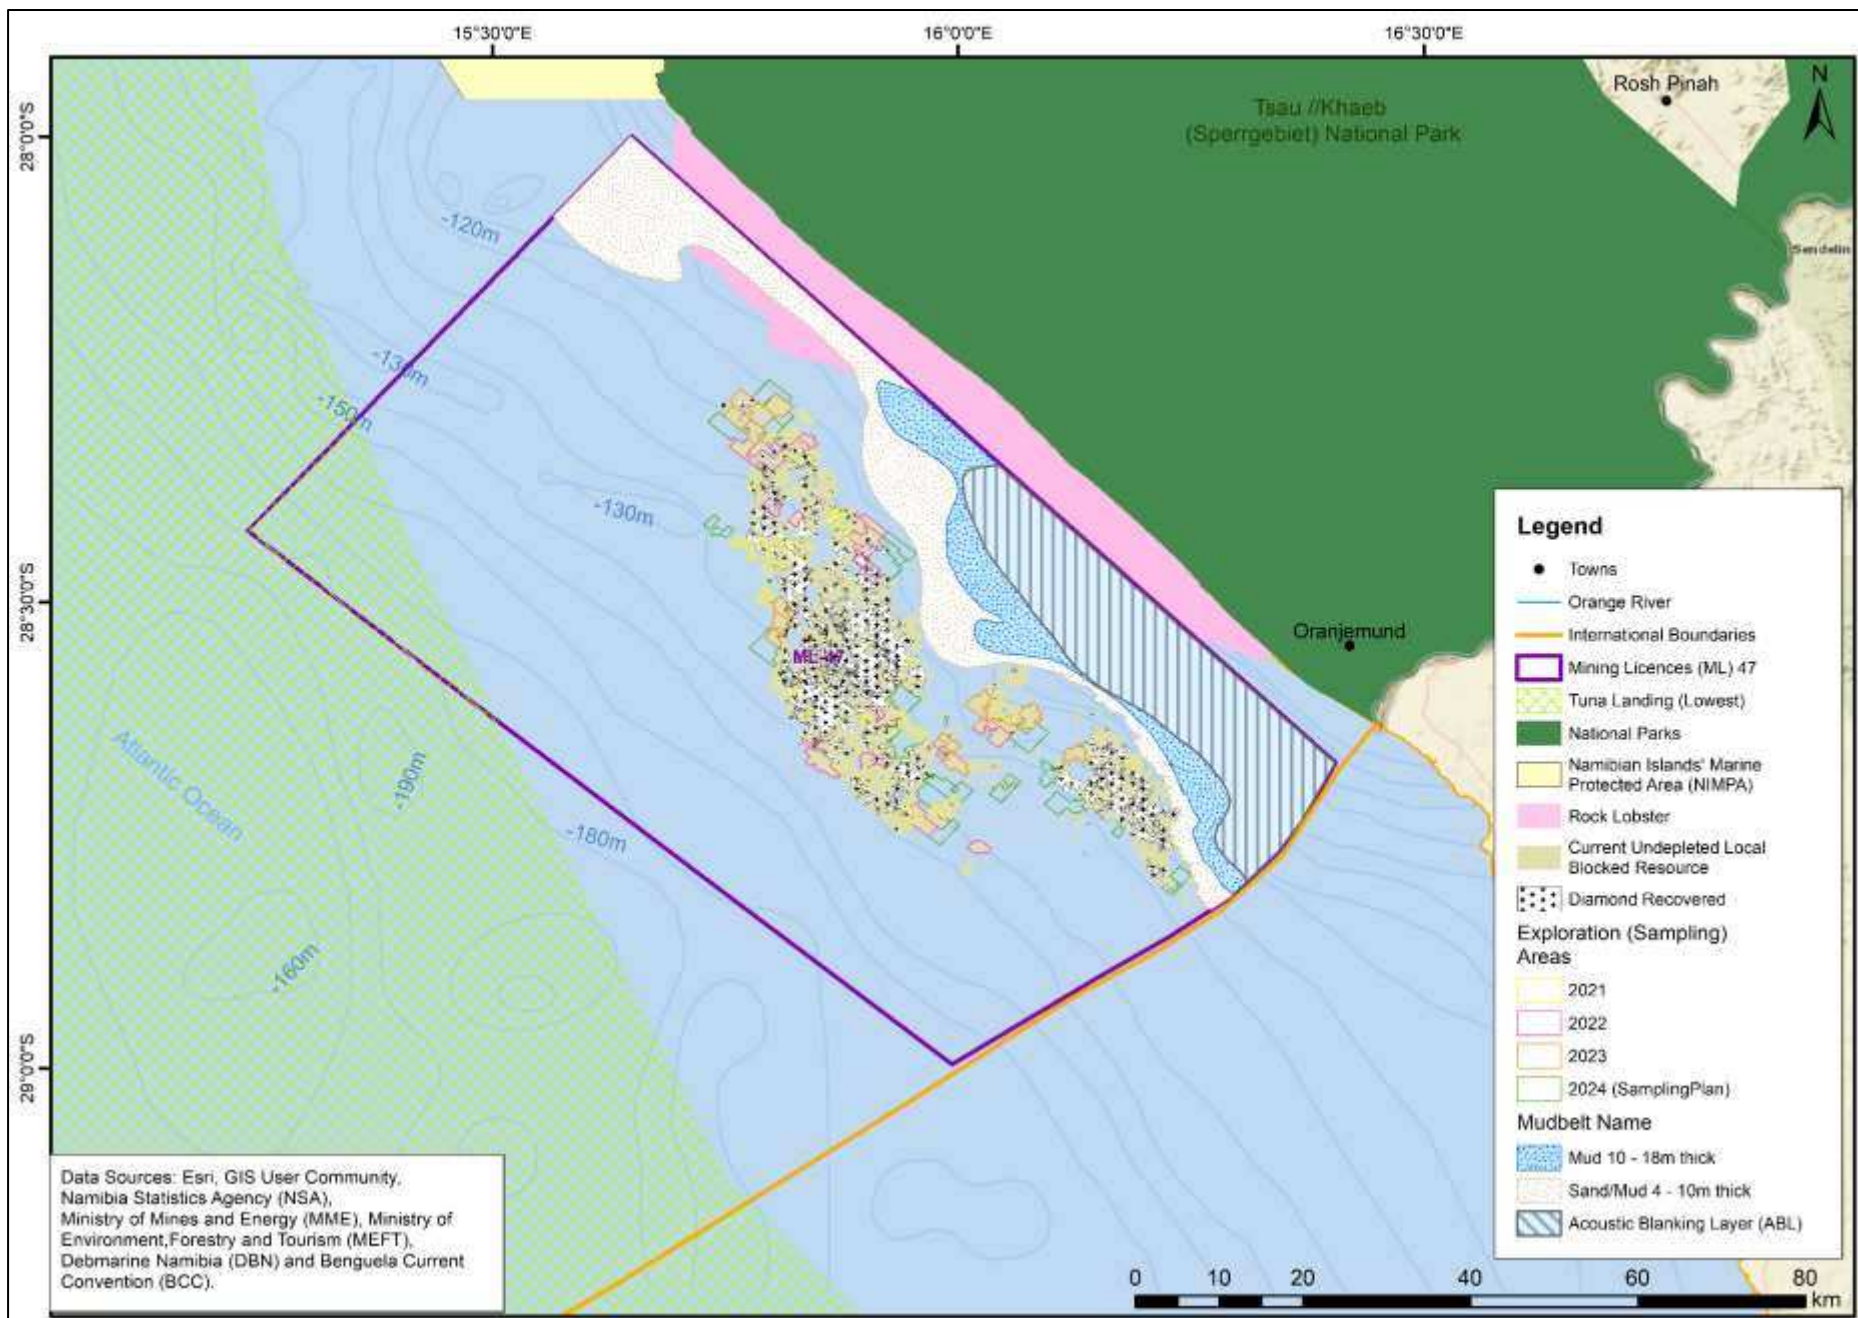 15°30'0"E
16°0'0"E
16°30'0"E
28°0'0"S
28°30'0"S
29°0'0"S
N
Rosh Pinah
Tsau //Khaeb
(Sperrgebiet) National Park
Sendelin
-120m
-130m
-150m
-130m
ML-47
Oranjemund
Atlantic Ocean
-190m
-180m
-160m
Legend
Towns
Orange River
International Boundaries
Mining Licences (ML) 47
Tuna Landing (Lowest)
National Parks
Namibian Islands' Marine
Protected Area (NIMPA)
Rock Lobster
Current Undepleted Local
Blocked Resource
Diamond Recovered
Exploration (Sampling)
Areas
2021
2022
2023
2024 (SamplingPlan)
Mudbelt Name
Mud 10 - 18m thick
Sand/Mud 4 - 10m thick
Acoustic Blanking Layer (ABL)
Data Sources: Esri, GIS User Community,
Namibia Statistics Agency (NSA),
Ministry of Mines and Energy (MME), Ministry of
Environment,Forestry and Tourism (MEFT),
Debmarine Namibia (DBN) and Benguela Current
Convention (BCC).
0 10 20 40 60 80
km